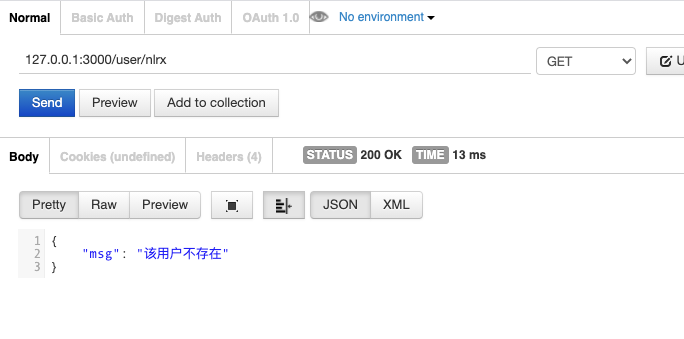 Normal Basic Auth Digest Auth OAuth 1.0 No environment
127.0.0.1:3000/user/nlrx GET U
Send Preview Add to collection
Body Cookies (undefined) Headers (4) STATUS 200 OK TIME 13 ms
Pretty Raw Preview JSON XML
1 {
2 "msg": "该用户不存在"
3 }